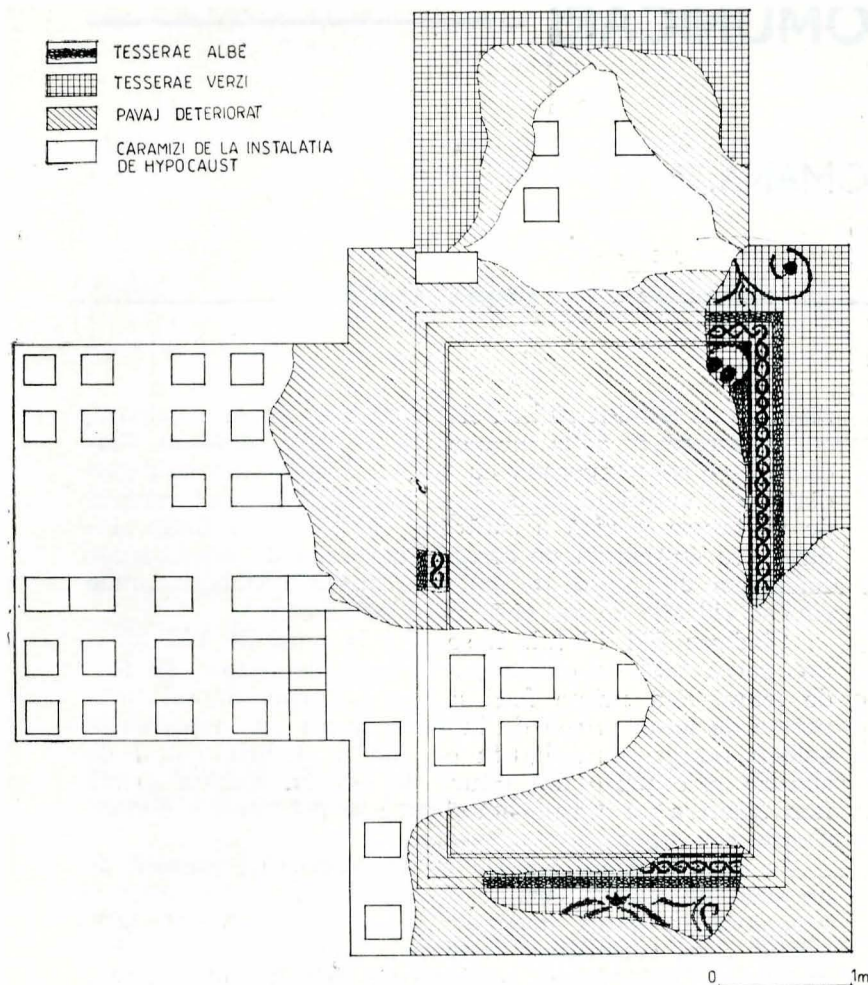 TESSERAE ALBE
TESSERAE VERZI
PAVAJ DETERIORAT
CARAMIZI DE LA INSTALATIA
DE HYPOCAUST
0 1m